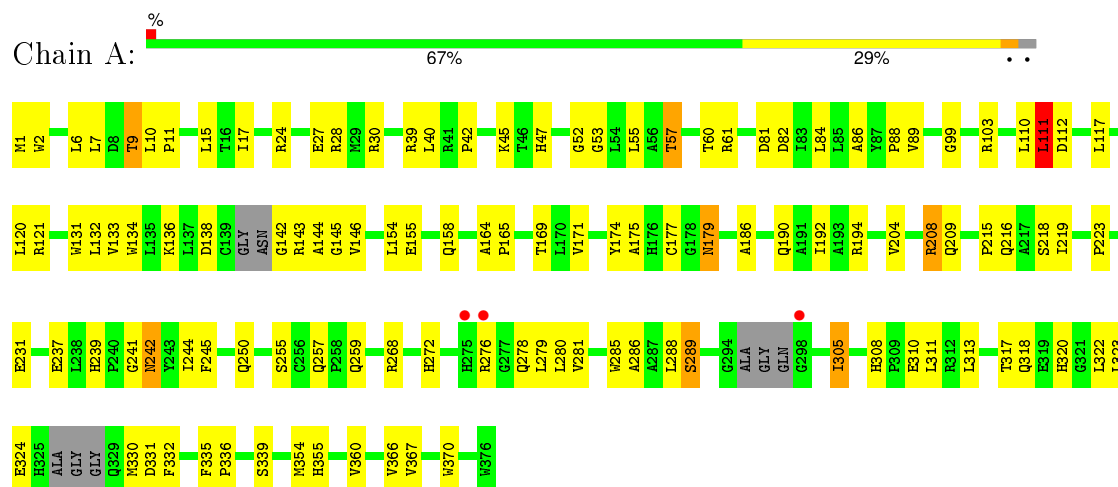 %
Chain A:
67% 29% • •
M1 W2 L6 L7 D8 T9 L10 P11 L15 T16 I17 R24 E27 R28 M29 R30 R39 L40 R41 P42 K45 T46 H47 G52 G53 L54 L55 A56 T57 T60 R61 D81 D82 I83 L84 L85 A86 Y87 P88 V89 G99 R103 L110 L111 D112 L117
L120 R121 W131 L132 V133 W134 L135 K136 L137 D138 C139 GLY ASN G142 R143 A144 G145 V146 L154 E155 Q158 A164 P165 T169 L170 V171 Y174 A175 H176 C177 G178 N179 A186 Q190 A191 I192 A193 R194 V204 R208 Q209 P215 Q216 A217 S218 I219 P223
E231 E237 L238 H239 P240 G241 N242 Y243 I244 F245 Q250 S255 C256 Q257 P258 Q259 R268 H272 H275 R276 G277 Q278 L279 L280 V281 W285 A286 A287 L288 S289 G294 ALA GLY GLN G298 I305 H308 P309 E310 L311 R312 L313 T317 Q318 E319 H320 G321 L322 L323
E324 H325 ALA GLY GLY Q329 M330 D331 F332 F335 P336 S339 M354 H355 V360 V366 V367 W370 W376